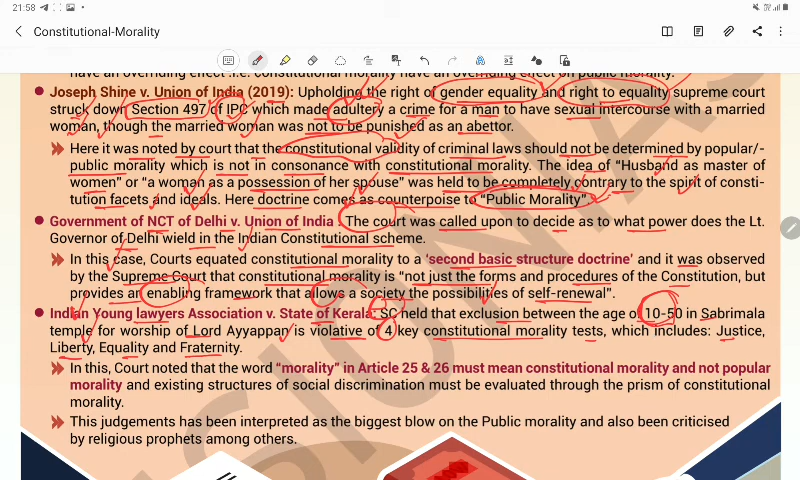 21:58
Constitutional-Morality
have an overriding effect i.e. constitutional morality have an overriding effect on public morality.
Joseph Shine v. Union of India (2019): Upholding the right of gender equality and right to equality supreme court
struck down Section 497 of IPC which made adultery a crime for a man to have sexual intercourse with a married
woman, though the married woman was not to be punished as an abettor.
Here it was noted by court that the constitutional validity of criminal laws should not be determined by popular/-
public morality which is not in consonance with constitutional morality. The idea of “Husband as master of
women” or “a woman as a possession of her spouse” was held to be completely contrary to the spirit of consti-
tution facets and ideals. Here doctrine comes as counterpoise to “Public Morality”.
Government of NCT of Delhi v. Union of India : The court was called upon to decide as to what power does the Lt.
Governor of Delhi wield in the Indian Constitutional scheme.
In this case, Courts equated constitutional morality to a ‘second basic structure doctrine’ and it was observed
by the Supreme Court that constitutional morality is “not just the forms and procedures of the Constitution, but
provides an enabling framework that allows a society the possibilities of self-renewal”.
Indian Young lawyers Association v. State of Kerala: SC held that exclusion between the age of 10-50 in Sabrimala
temple for worship of Lord Ayyappan is violative of 4 key constitutional morality tests, which includes: Justice,
Liberty, Equality and Fraternity.
In this, Court noted that the word “morality” in Article 25 & 26 must mean constitutional morality and not popular
morality and existing structures of social discrimination must be evaluated through the prism of constitutional
morality.
This judgements has been interpreted as the biggest blow on the Public morality and also been criticised
by religious prophets among others.